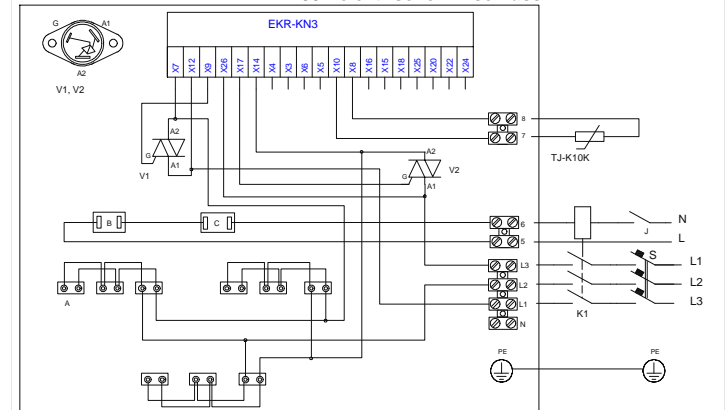 EKR-KN3
G
A1
A2
V1, V2
X7
X12
X9
X26
X17
X14
X4
X3
X6
X5
X10
X8
X16
X15
X18
X25
X20
X22
X24
8
7
TJ-K10K
A2
G
A1
V1
A2
G
A1
V2
B
C
6
5
N
J
L
L3
L2
L1
N
S
L1
L2
L3
K1
A
PE
PE